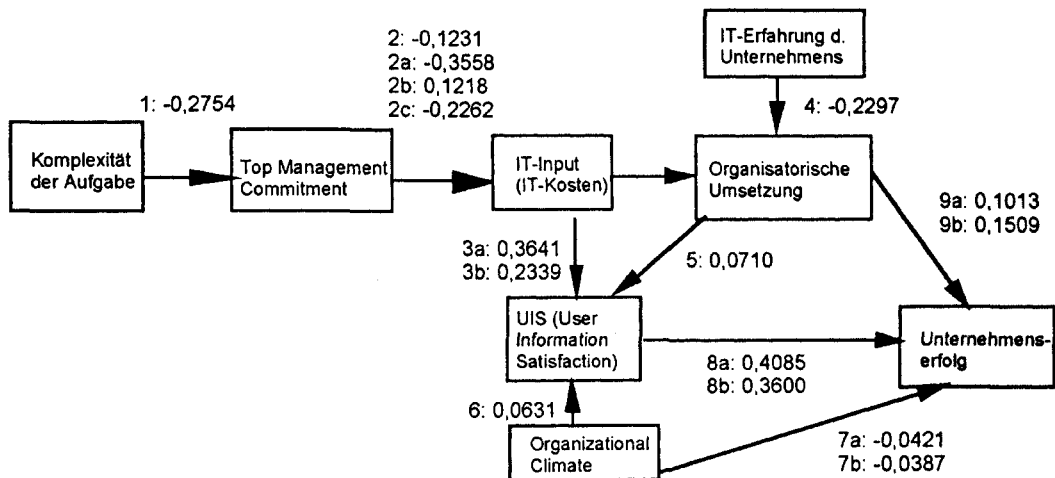 2: -0,1231
2a: -0,3558
2b: 0,1218
2c: -0,2262
IT-Erfahrung d.
Unternehmens
1: -0,2754
4: -0,2297
Komplexität
der Aufgabe
Top Management
Commitment
IT-Input
(IT-Kosten)
Organisatorische
Umsetzung
9a: 0,1013
9b: 0,1509
3a: 0,3641
3b: 0,2339
5: 0,0710
UIS (User
Information
Satisfaction)
8a: 0,4085
8b: 0,3600
Unternehmens-
erfolg
6: 0,0631
Organizational
Climate
7a: -0,0421
7b: -0,0387